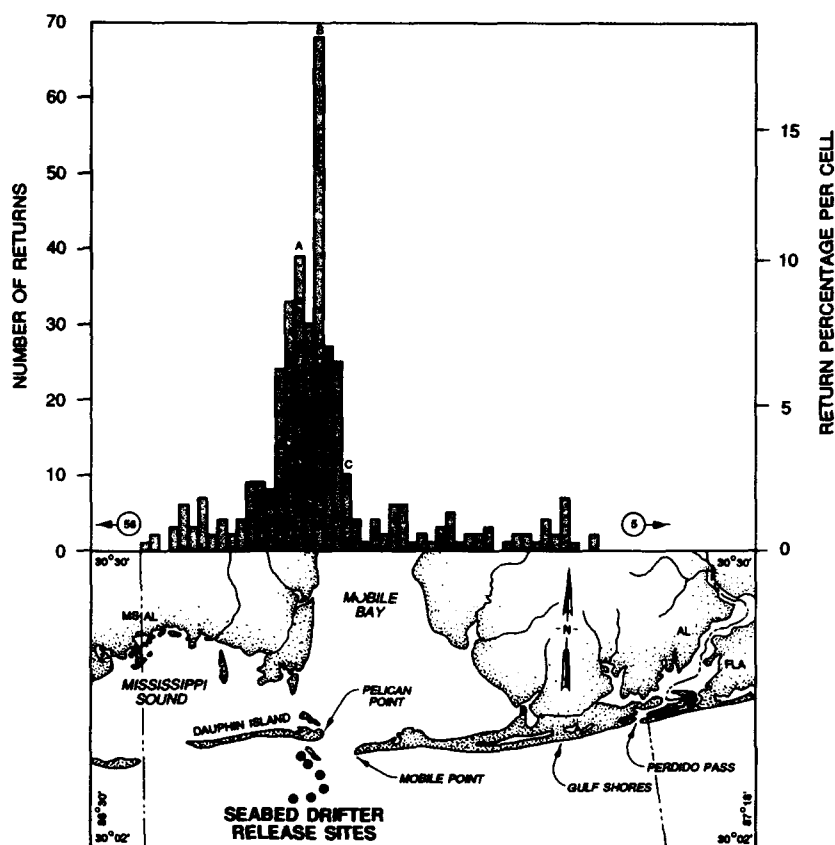 NUMBER OF RETURNS
70
60
50
40
30
20
10
0
RETURN PERCENTAGE PER CELL
15
10
5
0
A
B
C
56
5
30°30'
30°30'
MOBILE
BAY
MS
AL
MISSISSIPPI
SOUND
N
AL
FLA
PELICAN
POINT
DAUPHIN ISLAND
MOBILE POINT
GULF SHORES
PERDIDO PASS
SEABED DRIFTER
RELEASE SITES
88°30'
30°02'
87°18'
30°02'